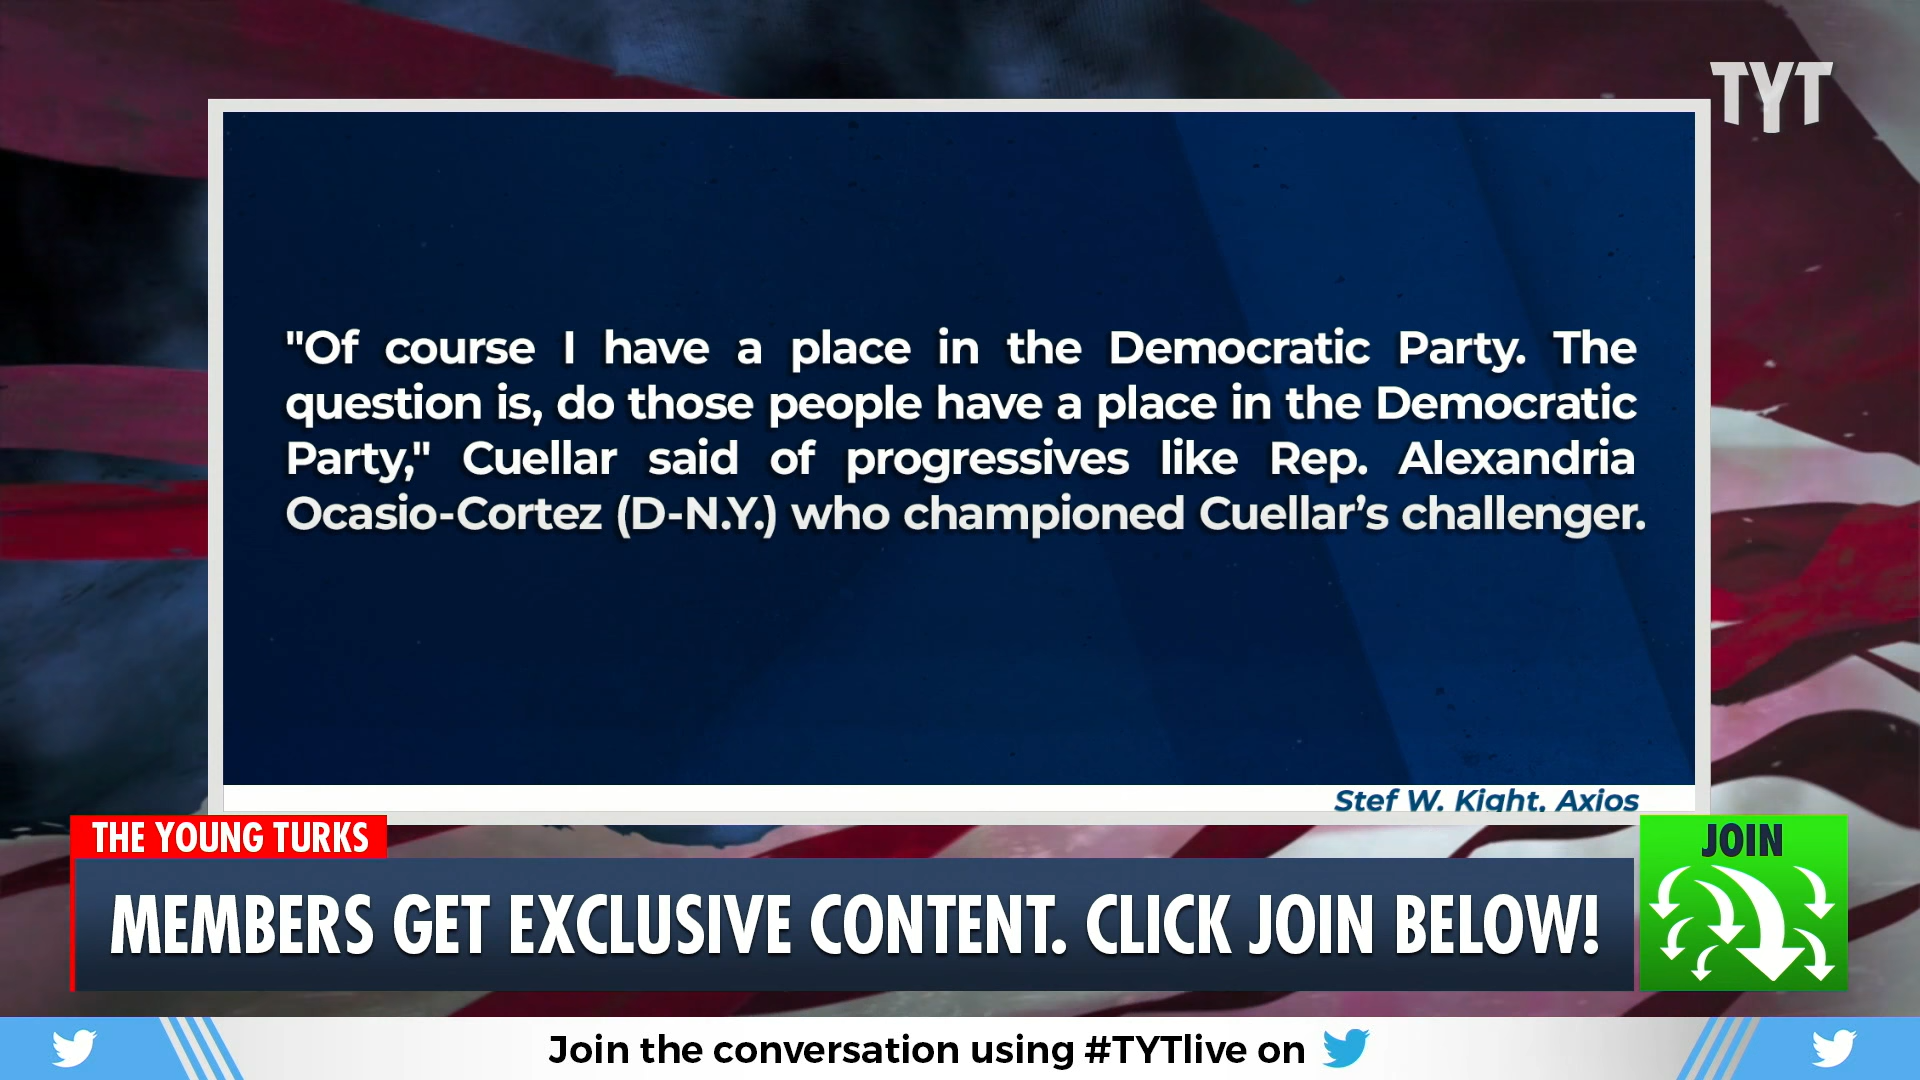 TYT
"Of course I have a place in the Democratic Party. The
question is, do those people have a place in the Democratic
Party," Cuellar said of progressives like Rep. Alexandria
Ocasio-Cortez (D-N.Y.) who championed Cuellar’s challenger.
Stef W. Kight, Axios
THE YOUNG TURKS
MEMBERS GET EXCLUSIVE CONTENT. CLICK JOIN BELOW!
JOIN
Join the conversation using #TYTlive on